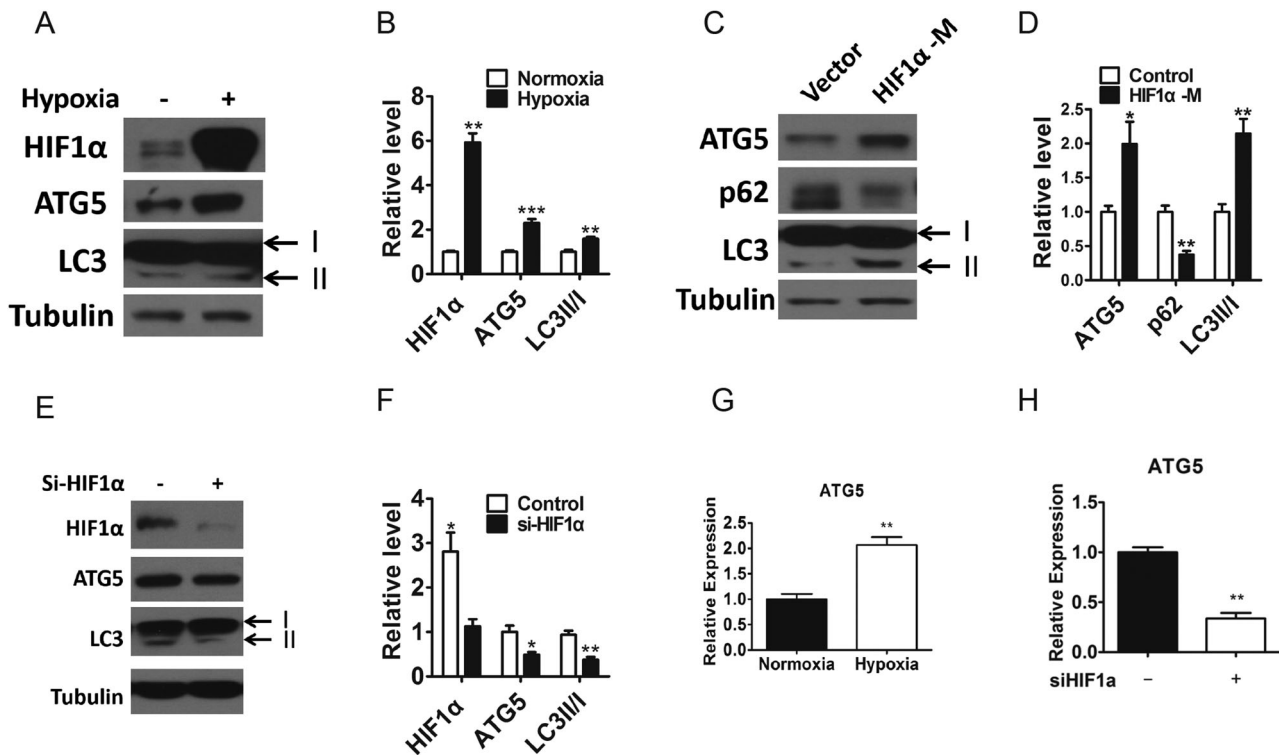 A
Hypoxia - +
HIF1α
ATG5
LC3
I
II
Tubulin
B
Normoxia
Hypoxia
Relative level
8
6
4
2
0
**
***
**
HIF1α
ATG5
LC3II/I
C
Vector
HIF1α -M
ATG5
p62
LC3
I
II
Tubulin
D
Control
HIF1α -M
Relative level
2.5
2.0
1.5
1.0
0.5
0.0
*
**
**
ATG5
p62
LC3II/I
E
Si-HIF1α - +
HIF1α
ATG5
LC3
I
II
Tubulin
F
Control
si-HIF1α
Relative level
4
3
2
1
0
*
*
**
HIF1α
ATG5
LC3II/I
G
ATG5
Relative Expression
2.5
2.0
1.5
1.0
0.5
0.0
**
Normoxia Hypoxia
H
ATG5
Relative Expression
1.5
1.0
0.5
0.0
**
siHIF1a – +